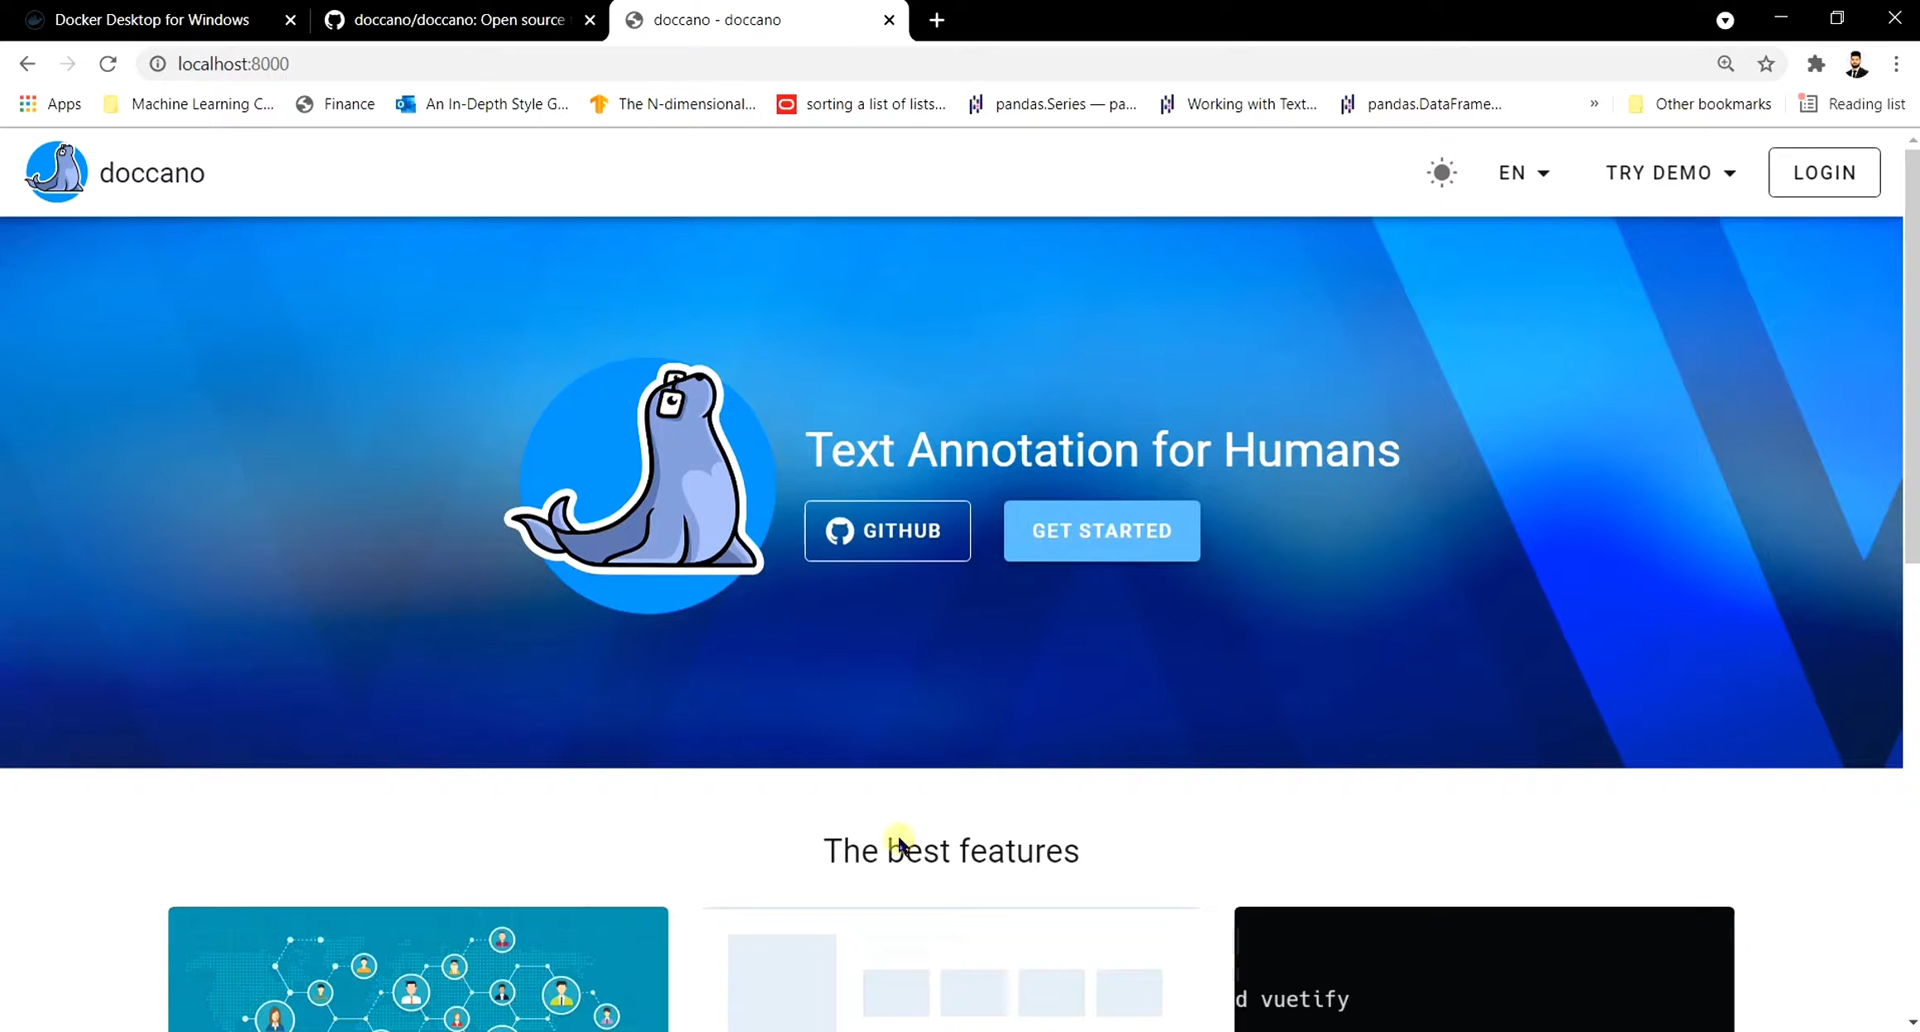 Docker Desktop for Windows
doccano/doccano: Open source
doccano - doccano
localhost:8000
Apps
Machine Learning C...
Finance
An In-Depth Style G...
The N-dimensional...
sorting a list of lists...
pandas.Series — pa...
Working with Text...
pandas.DataFrame...
»
Other bookmarks
Reading list
doccano
EN
TRY DEMO
LOGIN
Text Annotation for Humans
GITHUB
GET STARTED
The best features
d vuetify